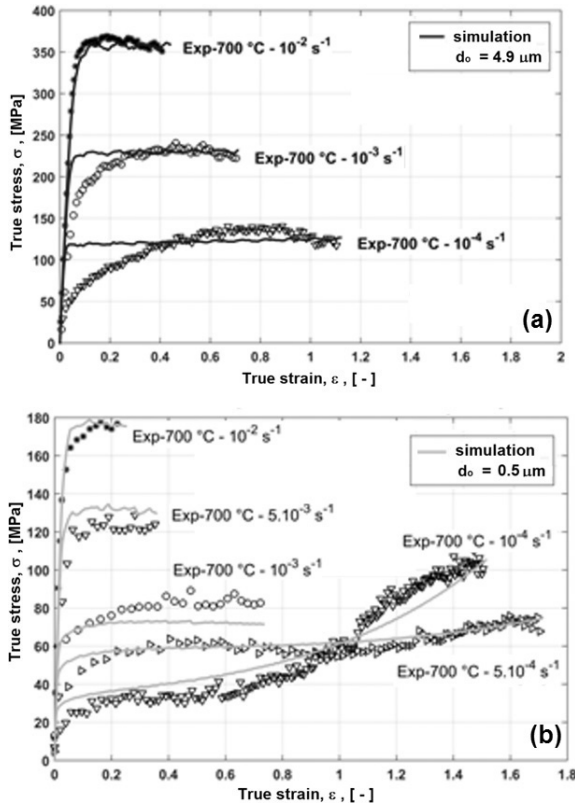 (a)
400
350
300
250
200
150
100
50
0
True stress, σ , [MPa]
Exp-700 °C - 10⁻² s⁻¹
simulation
dₒ = 4.9 μm
Exp-700 °C - 10⁻³ s⁻¹
Exp-700 °C - 10⁻⁴ s⁻¹
0 0.2 0.4 0.6 0.8 1 1.2 1.4 1.6 1.8 2
True strain, ε , [ - ]
180
160
140
120
100
80
60
40
20
0
True stress, σ , [MPa]
Exp-700 °C - 10⁻² s⁻¹
simulation
dₒ = 0.5 μm
Exp-700 °C - 5.10⁻³ s⁻¹
Exp-700 °C - 10⁻⁴ s⁻¹
Exp-700 °C - 10⁻³ s⁻¹
Exp-700 °C - 5.10⁻⁴ s⁻¹
(b)
0 0.2 0.4 0.6 0.8 1 1.2 1.4 1.6 1.8
True strain, ε , [ - ]